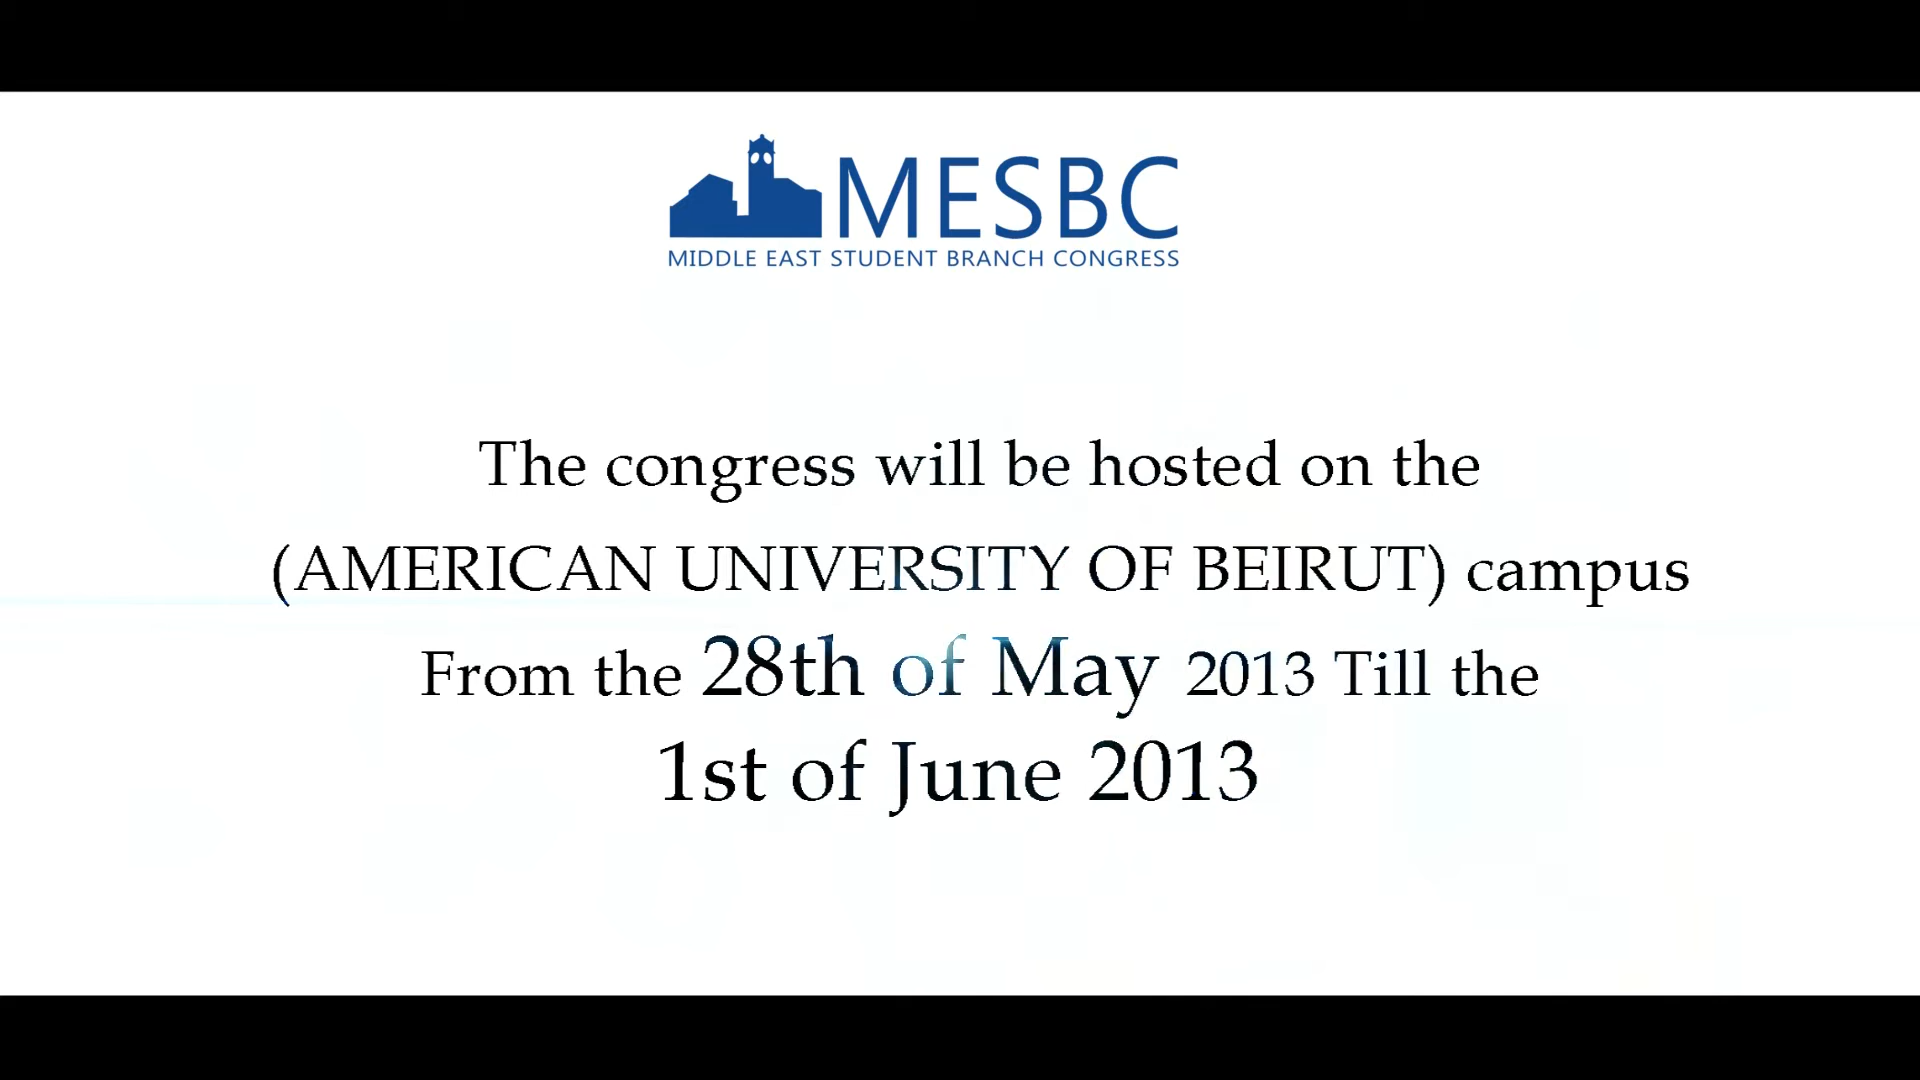 MESBC
MIDDLE EAST STUDENT BRANCH CONGRESS
The congress will be hosted on the
(AMERICAN UNIVERSITY OF BEIRUT) campus
From the 28th of May 2013 Till the
1st of June 2013